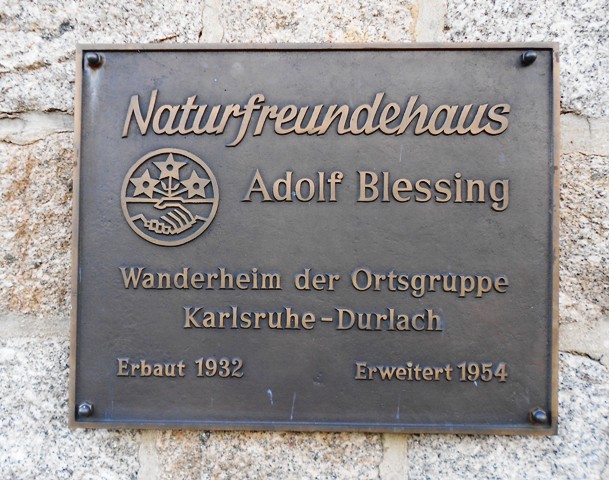 Naturfreundehaus
Adolf Blessing
Wanderheim der Ortsgruppe
Karlsruhe-Durlach
Erbaut 1932 Erweitert 1954